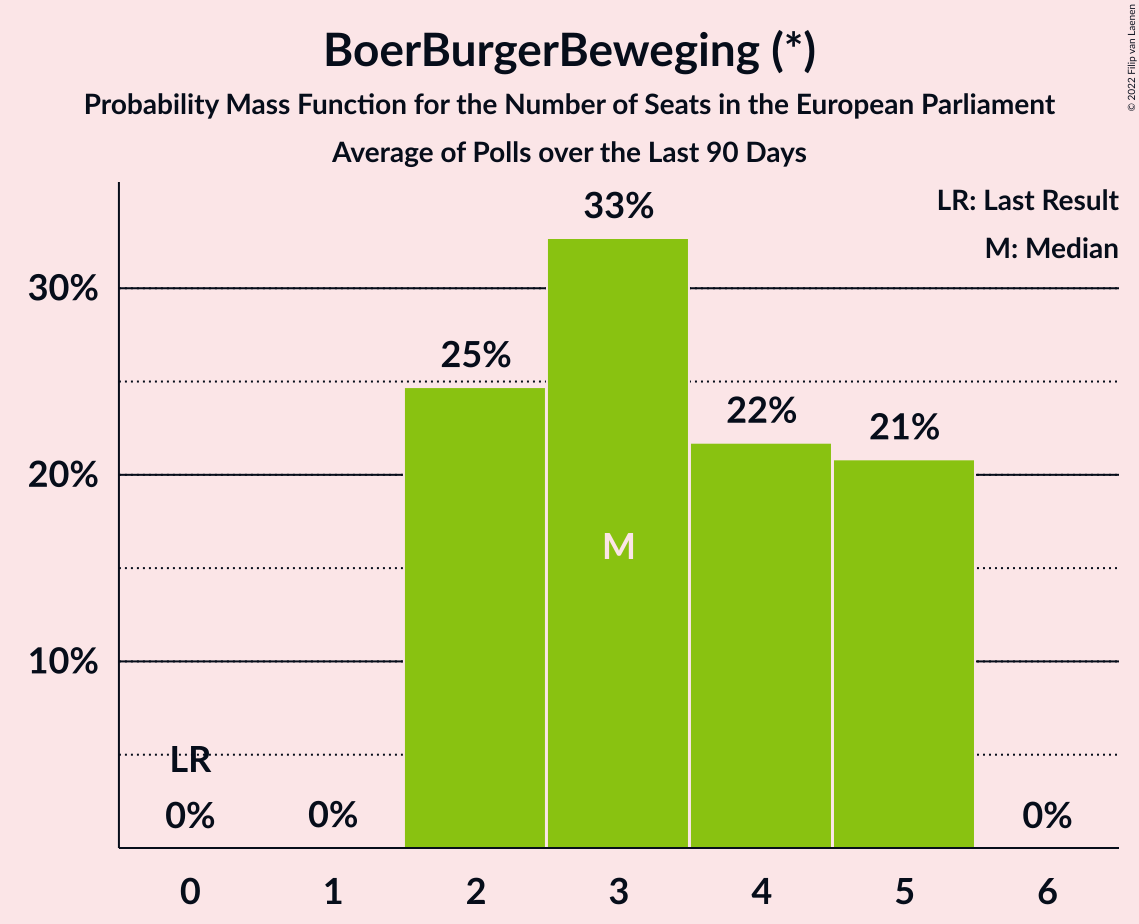 BoerBurgerBeweging (*)
Probability Mass Function for the Number of Seats in the European Parliament
Average of Polls over the Last 90 Days
© 2022 Filip van Laenen
LR: Last Result
M: Median
33%
30%
25%
22%
21%
20%
M
10%
LR
0%
0%
0%
0
1
2
3
4
5
6